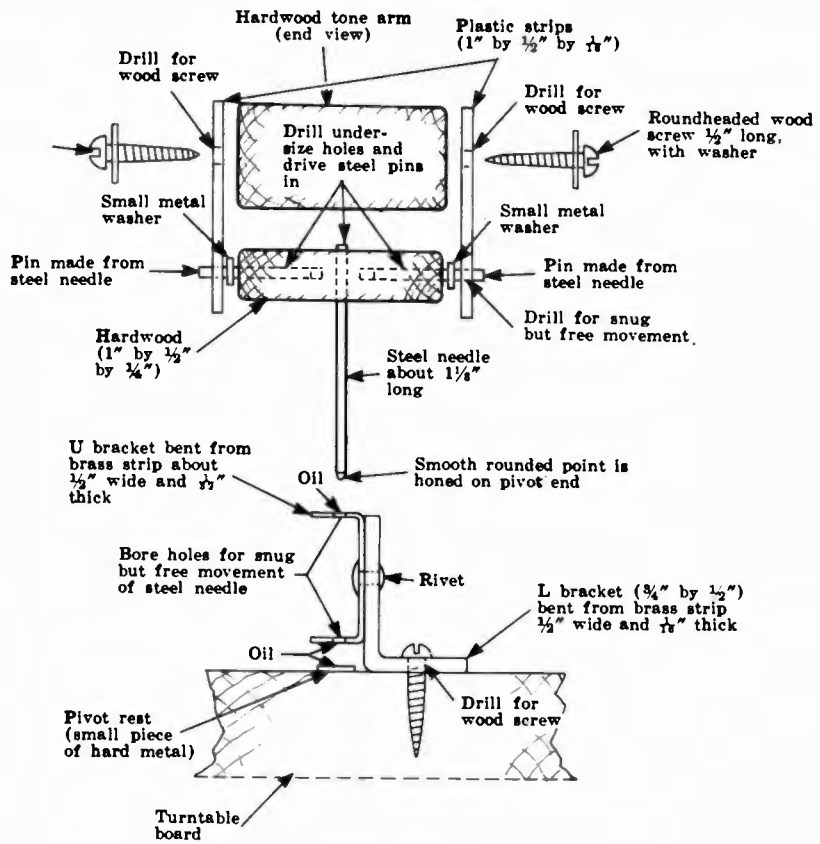 Hardwood tone arm
(end view)
Plastic strips
(1″ by ½″ by 1/16″)
Drill for
wood screw
Drill for
wood screw
Roundheaded wood
screw ½″ long,
with washer
Drill under-
size holes and
drive steel pins
in
Small metal
washer
Small metal
washer
Pin made from
steel needle
Pin made from
steel needle
Drill for snug
but free movement
Hardwood
(1″ by ½″
by ¼″)
Steel needle
about 1⅛″
long
Smooth rounded point is
honed on pivot end
U bracket bent from
brass strip about
½″ wide and 1/32″
thick
Oil
Bore holes for snug
but free movement
of steel needle
Rivet
L bracket (¾″ by ½″)
bent from brass strip
½″ wide and 1/16″ thick
Oil
Drill for
wood screw
Pivot rest
(small piece
of hard metal)
Turntable
board